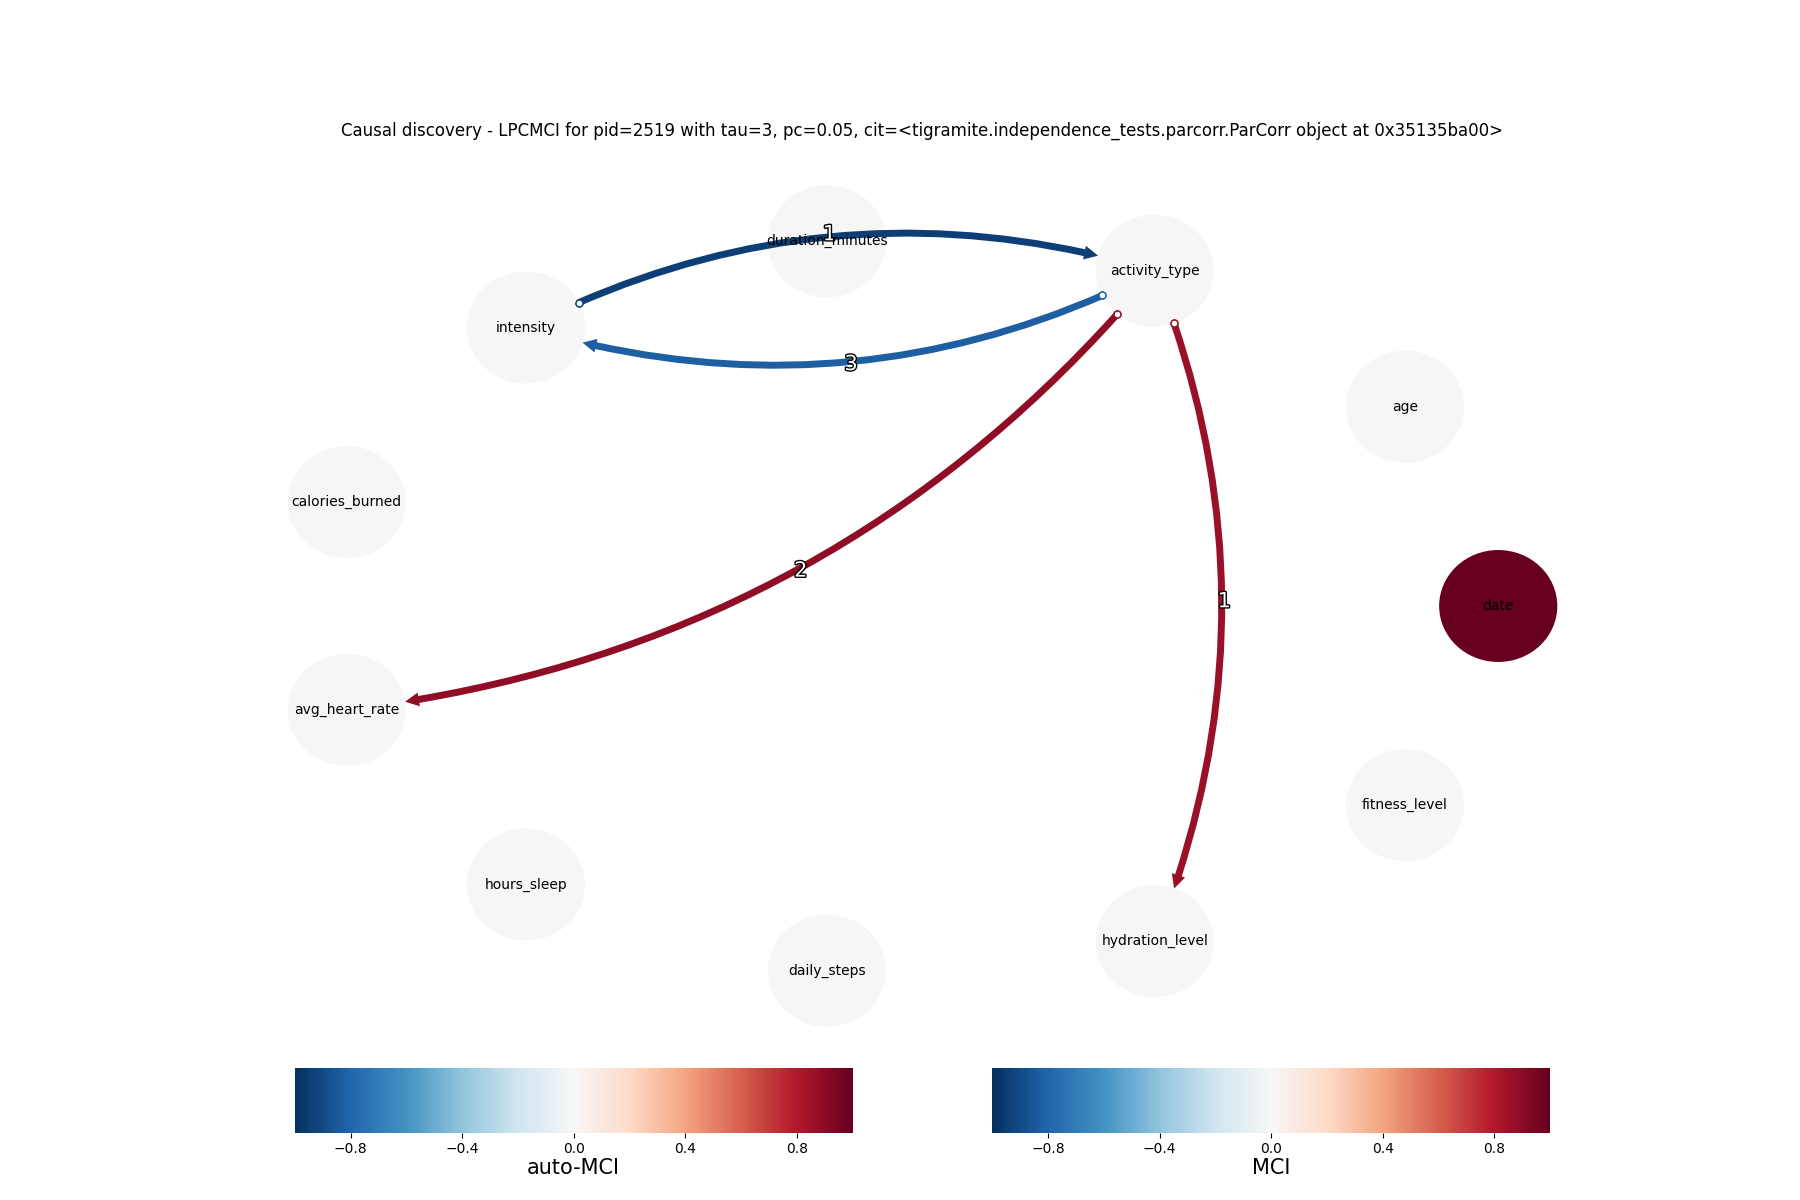 Causal discovery - LPCMCI for pid=2519 with tau=3, pc=0.05, cit=<tigramite.independence_tests.parcorr.ParCorr object at 0x35135ba00>
1
duration_minutes
activity_type
intensity
3
age
calories_burned
2
1
date
avg_heart_rate
fitness_level
hours_sleep
hydration_level
daily_steps
−0.8 −0.4 0.0 0.4 0.8
auto-MCI
−0.8 −0.4 0.0 0.4 0.8
MCI